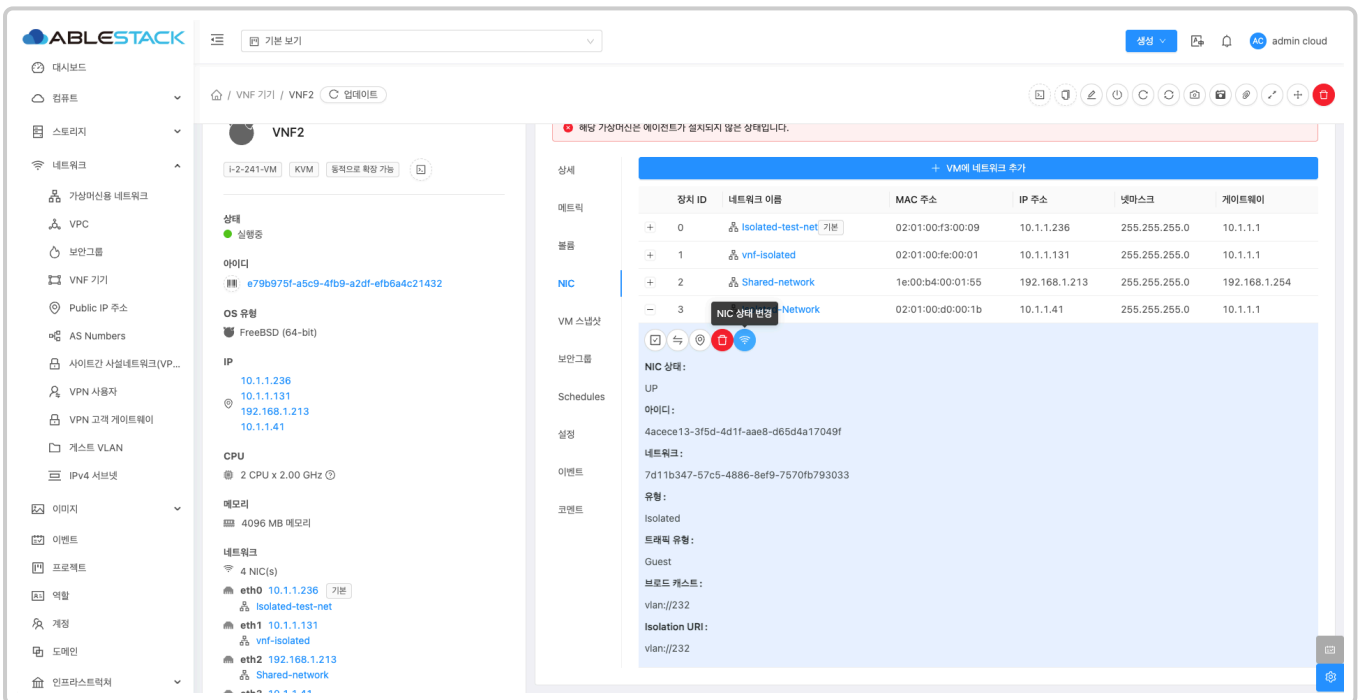 ABLESTACK
기본 보기
생성
AC admin cloud
대시보드
컴퓨트
스토리지
네트워크
가상머신용 네트워크
VPC
보안그룹
VNF 기기
Public IP 주소
AS Numbers
사이트간 사설네트워크(VP...
VPN 사용자
VPN 고객 게이트웨이
게스트 VLAN
IPv4 서브넷
이미지
이벤트
프로젝트
역할
계정
도메인
인프라스트럭쳐
/ VNF 기기 / VNF2 업데이트
VNF2
i-2-241-VM KVM 동적으로 확장 가능
상태
실행중
아이디
e79b975f-a5c9-4fb9-a2df-efb6a4c21432
OS 유형
FreeBSD (64-bit)
IP
10.1.1.236
10.1.1.131
192.168.1.213
10.1.1.41
CPU
2 CPU x 2.00 GHz
메모리
4096 MB 메모리
네트워크
4 NIC(s)
eth0 10.1.1.236 기본
Isolated-test-net
eth1 10.1.1.131
vnf-isolated
eth2 192.168.1.213
Shared-network
eth3 10.1.1.41
해당 가상머신은 에이전트가 설치되지 않은 상태입니다.
상세
메트릭
볼륨
NIC
VM 스냅샷
보안그룹
Schedules
설정
이벤트
코멘트
VM에 네트워크 추가
장치 ID 네트워크 이름 MAC 주소 IP 주소 넷마스크 게이트웨이
0 Isolated-test-net 기본 02:01:00:f3:00:09 10.1.1.236 255.255.255.0 10.1.1.1
1 vnf-isolated 02:01:00:fe:00:01 10.1.1.131 255.255.255.0 10.1.1.1
2 Shared-network 1e:00:b4:00:01:55 192.168.1.213 255.255.255.0 192.168.1.254
3 -Network 02:01:00:d0:00:1b 10.1.1.41 255.255.255.0 10.1.1.1
NIC 상태 변경
NIC 상태 :
UP
아이디 :
4acece13-3f5d-4d1f-aae8-d65d4a17049f
네트워크 :
7d11b347-57c5-4886-8ef9-7570fb793033
유형 :
Isolated
트래픽 유형 :
Guest
브로드 캐스트 :
vlan://232
Isolation URI :
vlan://232